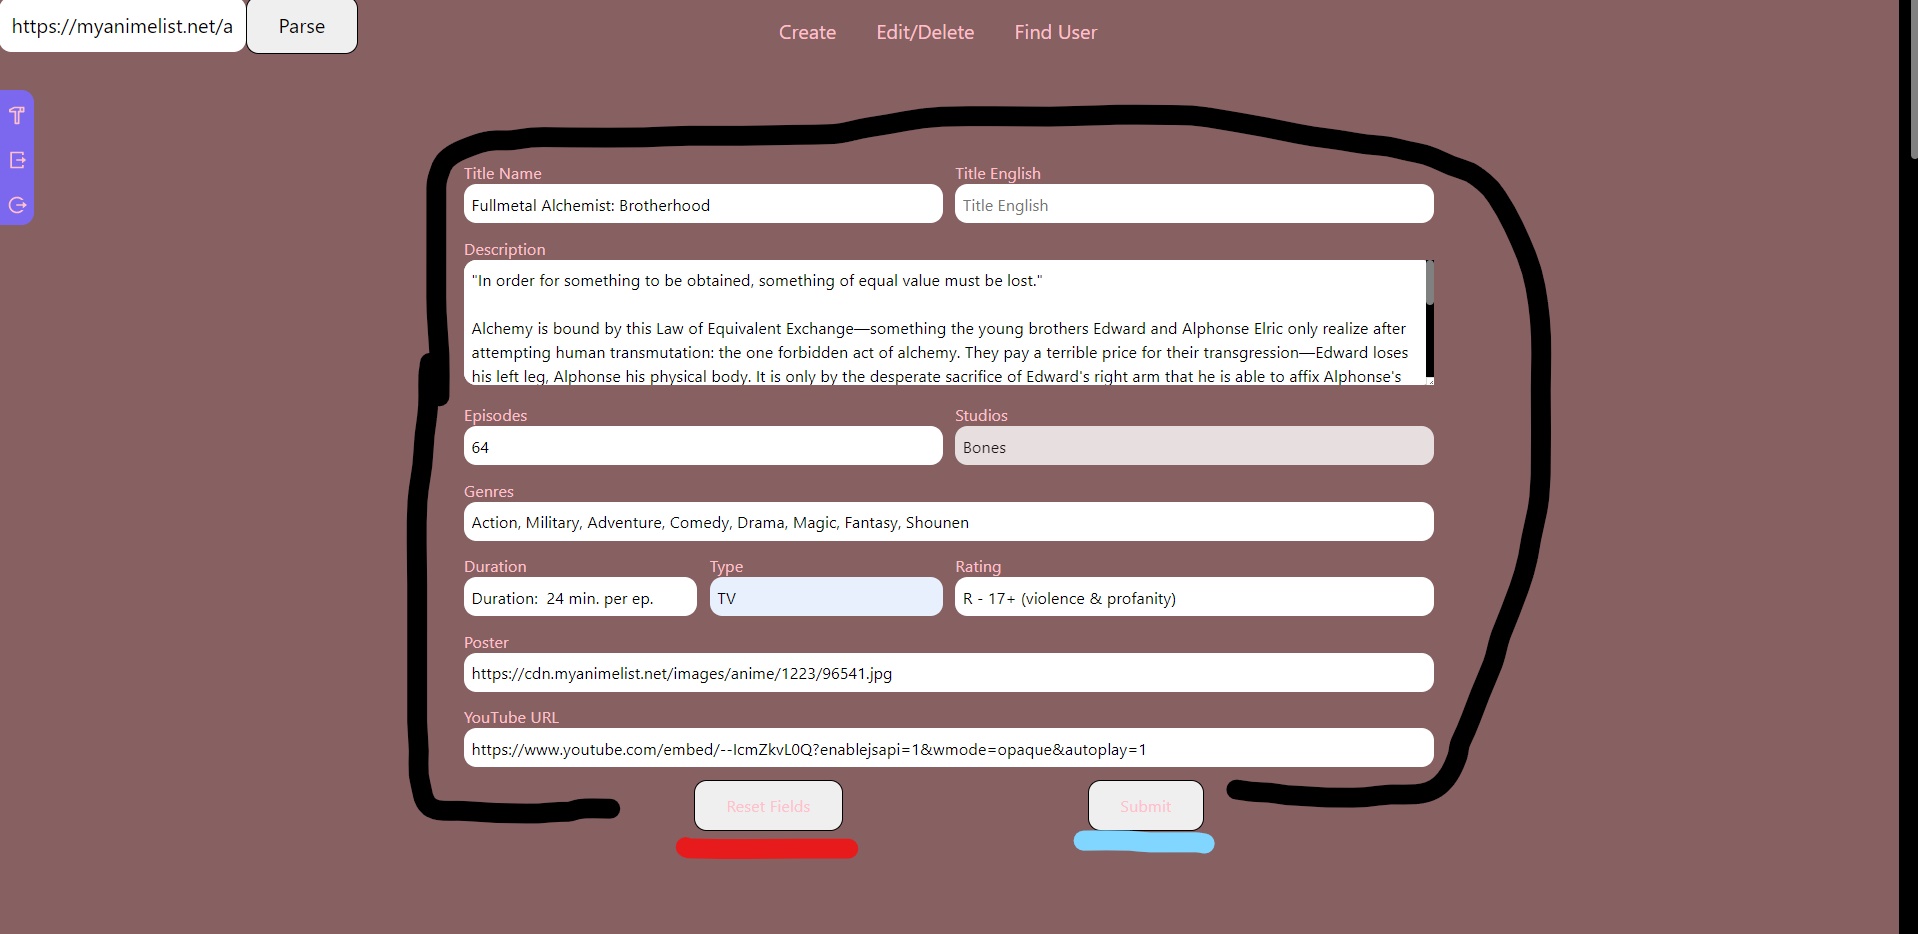 https://myanimelist.net/a
Parse
Create
Edit/Delete
Find User
Title Name
Title English
Fullmetal Alchemist: Brotherhood
Title English
Description
"In order for something to be obtained, something of equal value must be lost."
Alchemy is bound by this Law of Equivalent Exchange—something the young brothers Edward and Alphonse Elric only realize after
attempting human transmutation: the one forbidden act of alchemy. They pay a terrible price for their transgression—Edward loses
his left leg, Alphonse his physical body. It is only by the desperate sacrifice of Edward's right arm that he is able to affix Alphonse's
Episodes
Studios
64
Bones
Genres
Action, Military, Adventure, Comedy, Drama, Magic, Fantasy, Shounen
Duration
Type
Rating
Duration:  24 min. per ep.
TV
R - 17+ (violence & profanity)
Poster
https://cdn.myanimelist.net/images/anime/1223/96541.jpg
YouTube URL
https://www.youtube.com/embed/--IcmZkvL0Q?enablejsapi=1&wmode=opaque&autoplay=1
Reset Fields
Submit